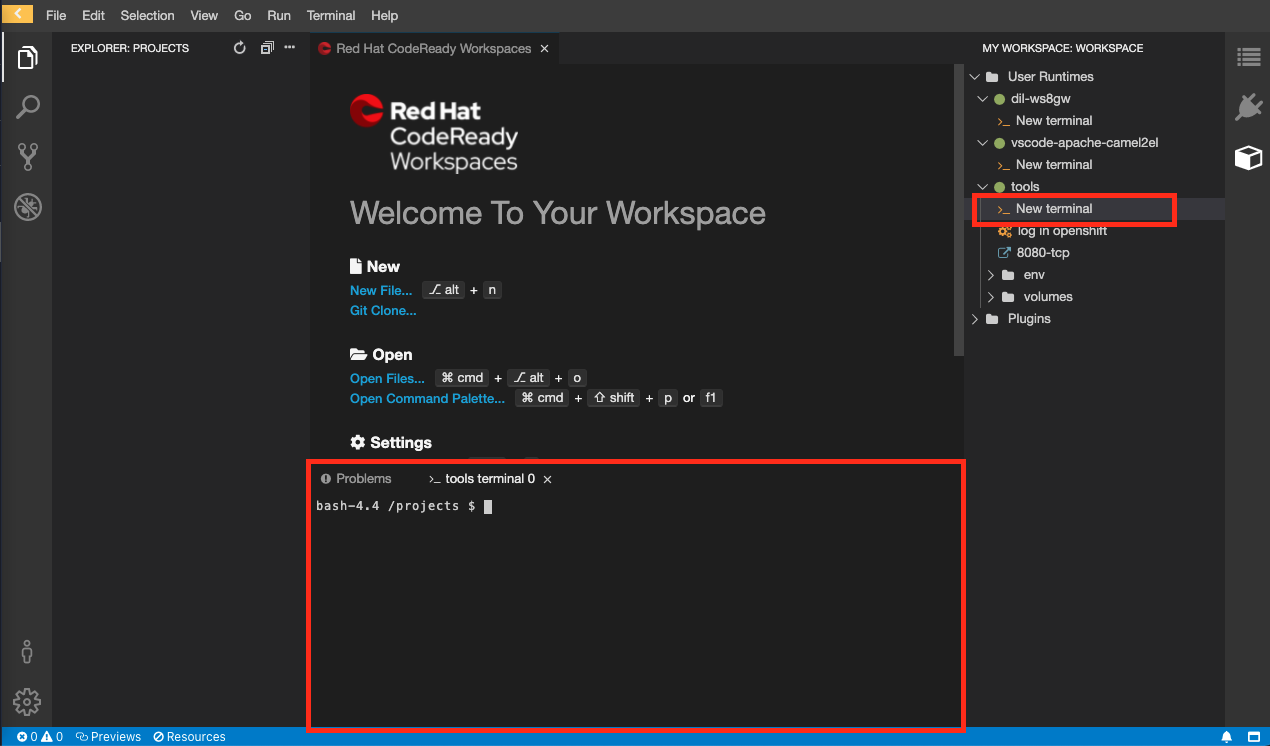 File Edit Selection View Go Run Terminal Help
EXPLORER: PROJECTS
Red Hat CodeReady Workspaces
Red Hat
CodeReady
Workspaces
Welcome To Your Workspace
New
New File... ⌥ alt + n
Git Clone...
Open
Open Files... ⌘ cmd + ⌥ alt + o
Open Command Palette... ⌘ cmd + ⇧ shift + p or f1
Settings
Problems >_ tools terminal 0
bash-4.4 /projects $
MY WORKSPACE: WORKSPACE
User Runtimes
dil-ws8gw
>_ New terminal
vscode-apache-camel2el
>_ New terminal
tools
>_ New terminal
log in openshift
8080-tcp
env
volumes
Plugins
0 0 Previews Resources